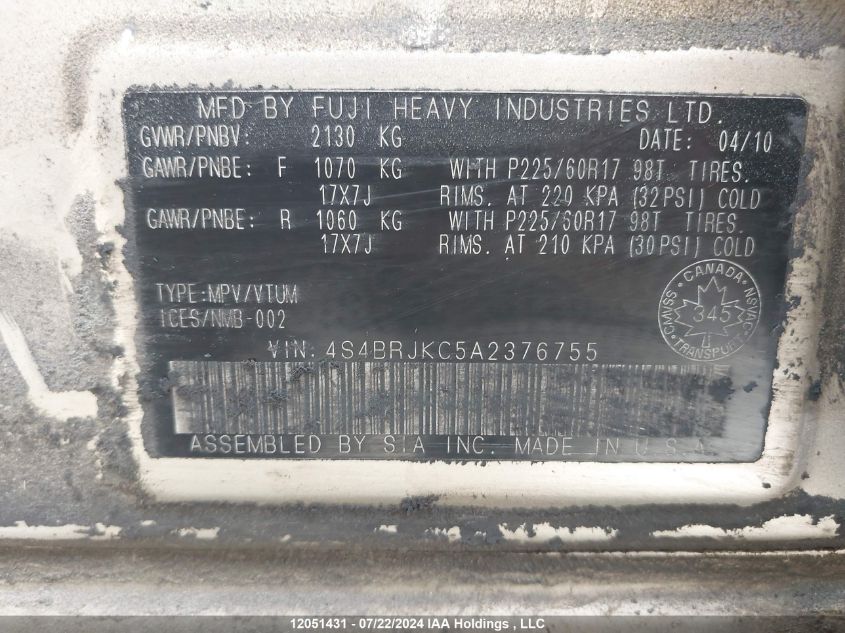 MFD BY FUJI HEAVY INDUSTRIES LTD.
GVWR/PNBV: 2130 KG DATE: 04/10
GAWR/PNBE: F 1070 KG WITH P225/60R17 98T TIRES.
17X7J RIMS. AT 220 KPA (32PSI) COLD
GAWR/PNBE: R 1060 KG WITH P225/60R17 98T TIRES.
17X7J RIMS. AT 210 KPA (30PSI) COLD
TYPE:MPV/VTUM
ICES/NMB-002
CANADA
CMVSS 345 NSVAC
TRANSPORT
VIN: 4S4BRJKC5A2376755
ASSEMBLED BY SIA INC. MADE IN U.S.A.
12051431 - 07/22/2024 IAA Holdings, LLC